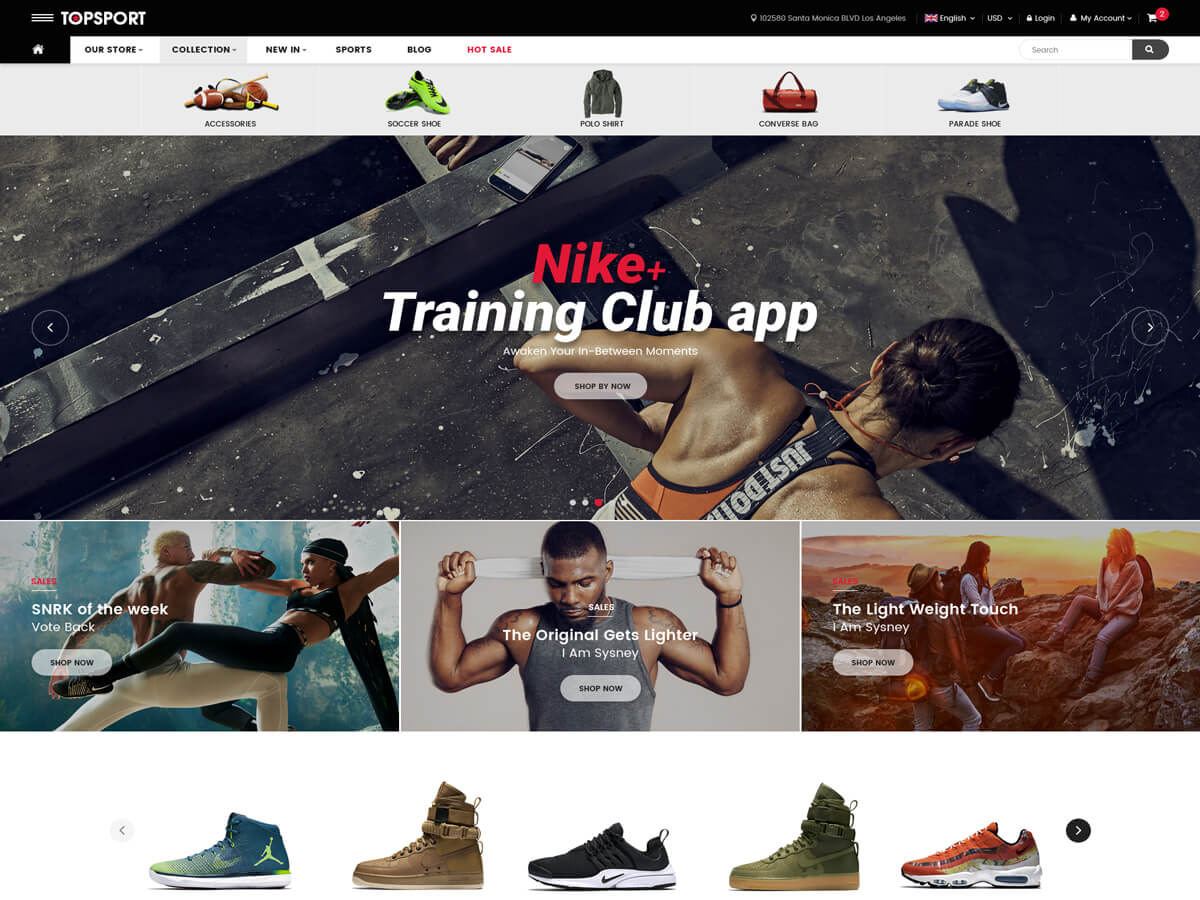 TOPSPORT
102580 Santa Monica BLVD Los Angeles
English
USD
Login
My Account
2
OUR STORE
COLLECTION
NEW IN
SPORTS
BLOG
HOT SALE
Search
ACCESSORIES
SOCCER SHOE
POLO SHIRT
CONVERSE BAG
PARADE SHOE
Nike+
Training Club app
Awaken Your In-Between Moments
SHOP BY NOW
JUST DO IT.
SALES
SNRK of the week
Vote Back
SHOP NOW
SALES
The Original Gets Lighter
I Am Sysney
SHOP NOW
SALES
The Light Weight Touch
I Am Sysney
SHOP NOW